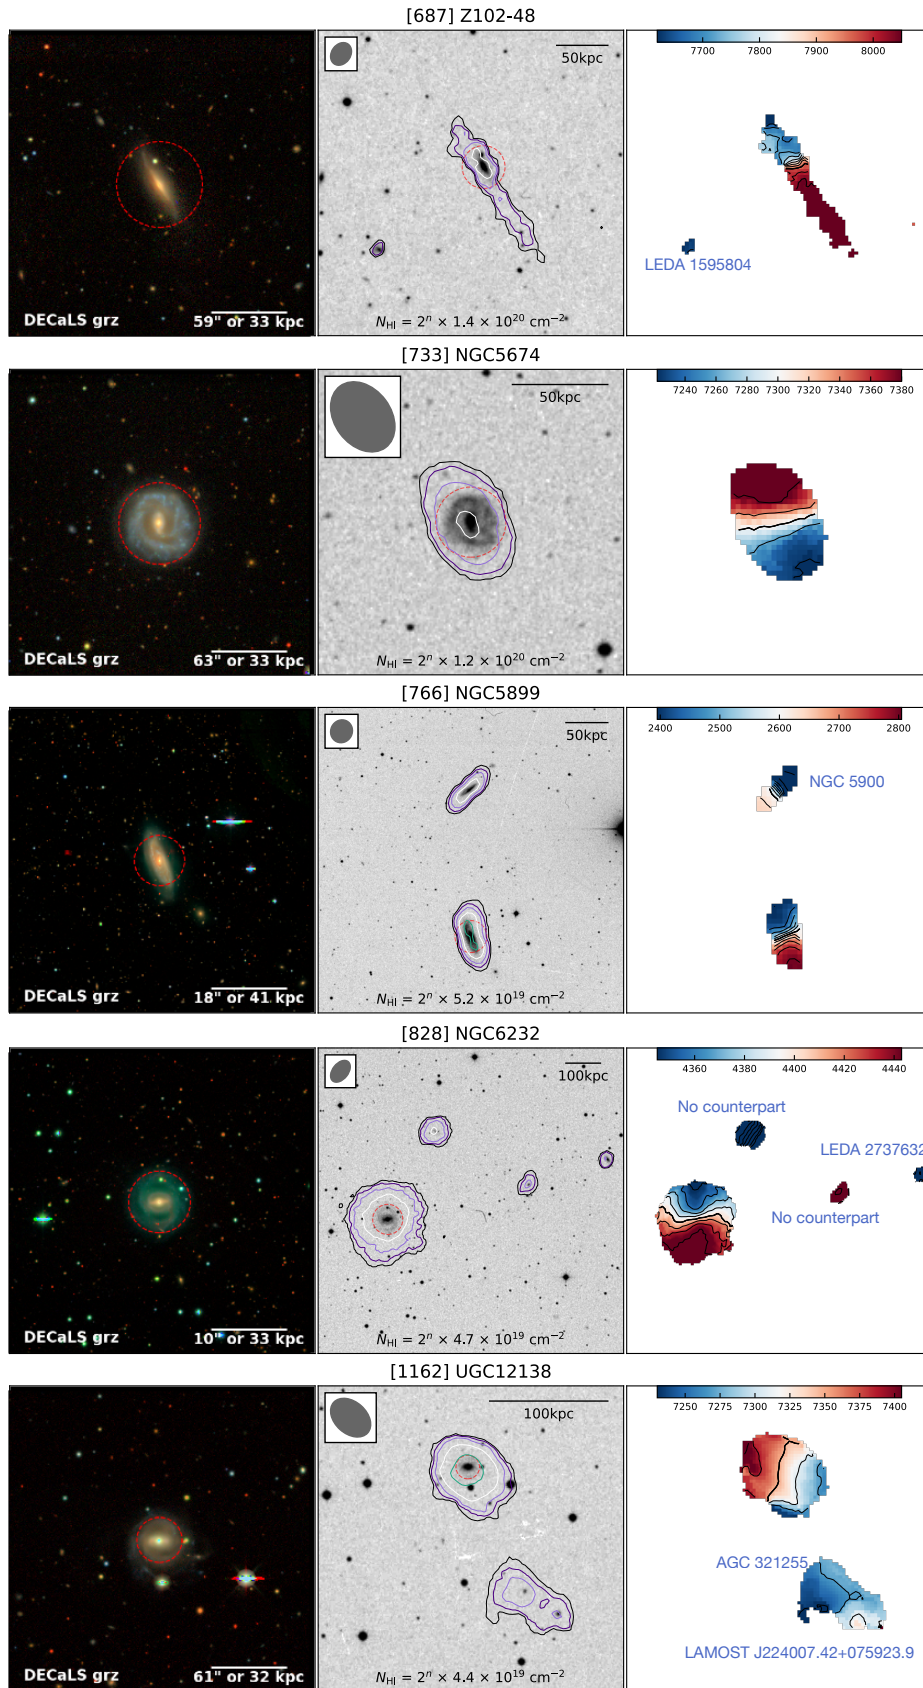 [687] Z102-48
50kpc
7700 7800 7900 8000
LEDA 1595804
DECaLS grz
59" or 33 kpc
N_HI = 2^n × 1.4 × 10^20 cm^−2
[733] NGC5674
50kpc
7240 7260 7280 7300 7320 7340 7360 7380
DECaLS grz
63" or 33 kpc
N_HI = 2^n × 1.2 × 10^20 cm^−2
[766] NGC5899
50kpc
2400 2500 2600 2700 2800
NGC 5900
DECaLS grz
18" or 41 kpc
N_HI = 2^n × 5.2 × 10^19 cm^−2
[828] NGC6232
100kpc
4360 4380 4400 4420 4440
No counterpart
LEDA 2737632
No counterpart
DECaLS grz
10" or 33 kpc
N_HI = 2^n × 4.7 × 10^19 cm^−2
[1162] UGC12138
100kpc
7250 7275 7300 7325 7350 7375 7400
AGC 321255
LAMOST J224007.42+075923.9
DECaLS grz
61" or 32 kpc
N_HI = 2^n × 4.4 × 10^19 cm^−2